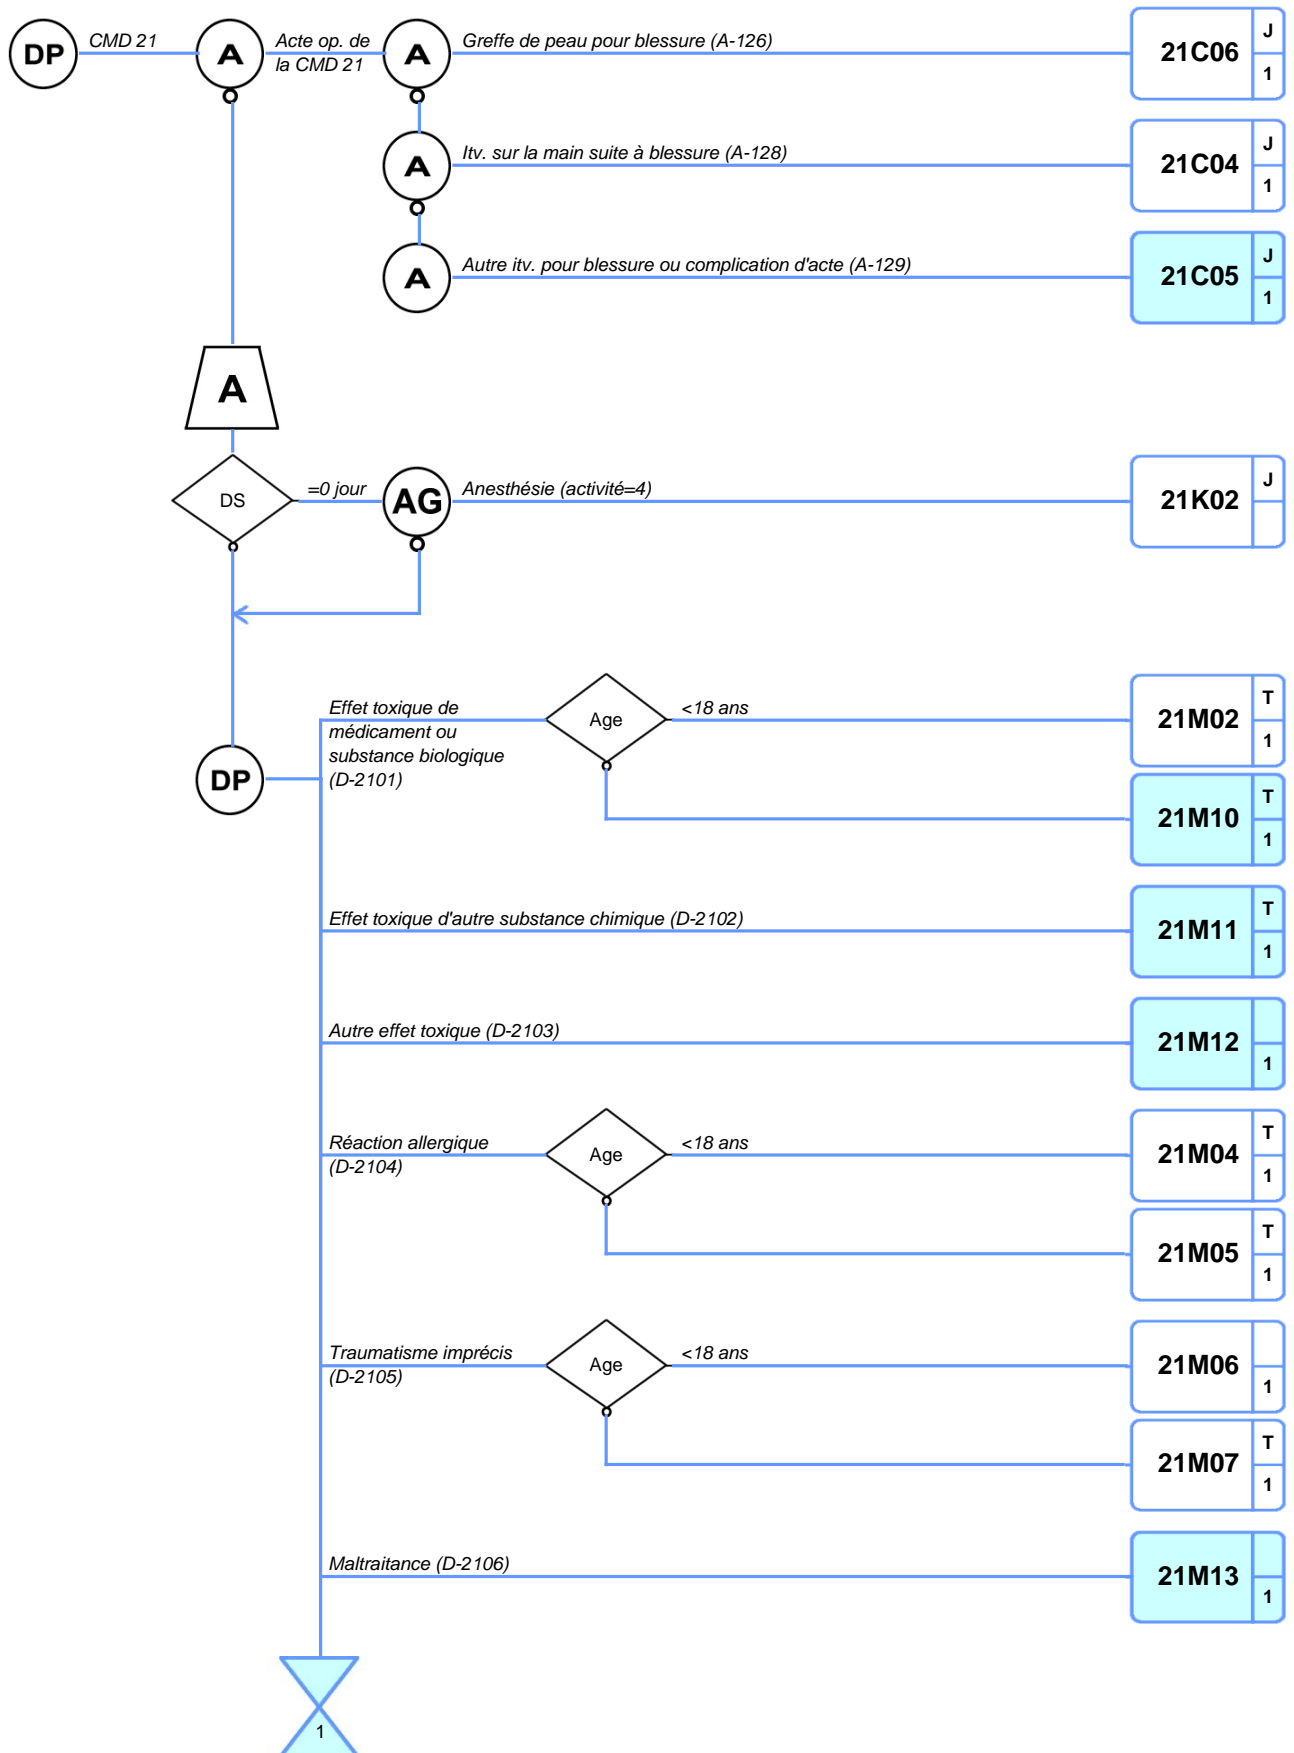 DP
CMD 21
A
Acte op. de
la CMD 21
A
Greffe de peau pour blessure (A-126)
21C06
J
1
A
Itv. sur la main suite à blessure (A-128)
21C04
J
1
A
Autre itv. pour blessure ou complication d'acte (A-129)
21C05
J
1
A
DS
=0 jour
AG
Anesthésie (activité=4)
21K02
J
DP
Effet toxique de
médicament ou
substance biologique
(D-2101)
Age
<18 ans
21M02
T
1
21M10
T
1
Effet toxique d'autre substance chimique (D-2102)
21M11
T
1
Autre effet toxique (D-2103)
21M12
1
Réaction allergique
(D-2104)
Age
<18 ans
21M04
T
1
21M05
T
1
Traumatisme imprécis
(D-2105)
Age
<18 ans
21M06
1
21M07
T
1
Maltraitance (D-2106)
21M13
1
1